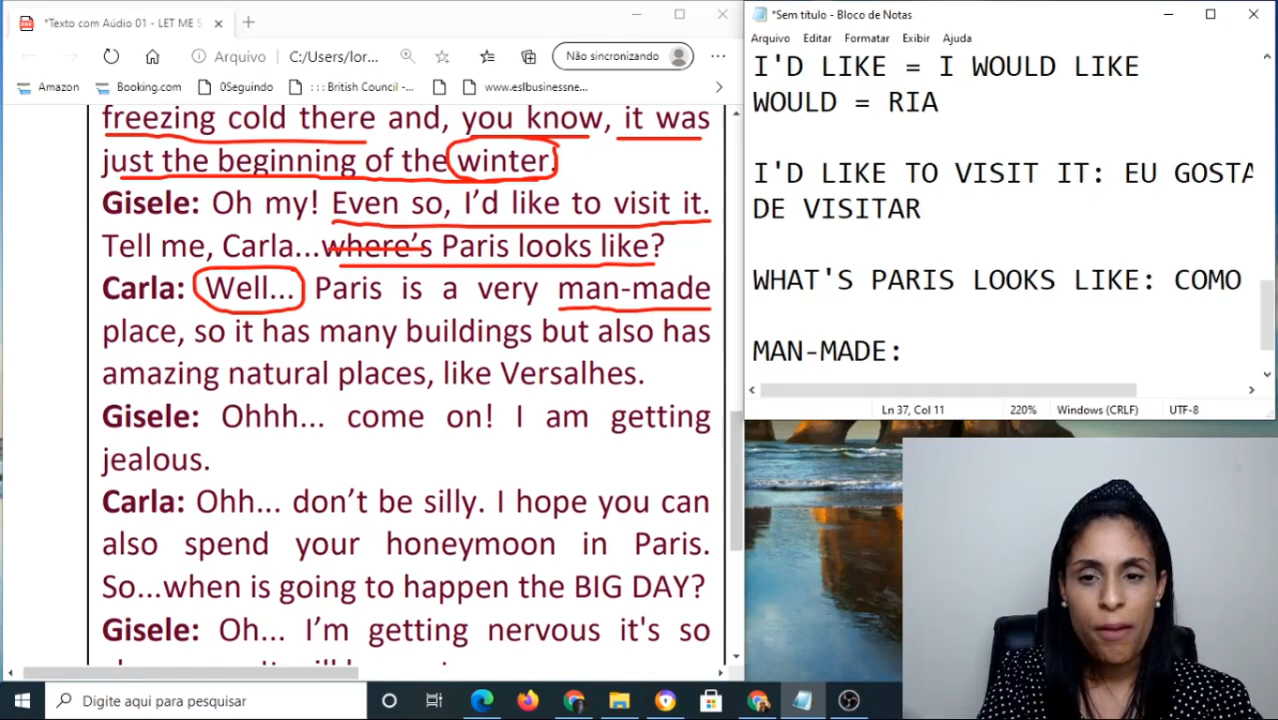 *Texto com Aúdio 01 - LET ME S
Arquivo
C:/Users/lor...
Não sincronizando
Amazon
Booking.com
0Seguindo
: : : British Council -...
www.eslbusinessne...
freezing cold there and, you know, it was
just the beginning of the winter.
Gisele: Oh my! Even so, I'd like to visit it.
Tell me, Carla...where's Paris looks like?
Carla: Well... Paris is a very man-made
place, so it has many buildings but also has
amazing natural places, like Versalhes.
Gisele: Ohhh... come on! I am getting
jealous.
Carla: Ohh... don't be silly. I hope you can
also spend your honeymoon in Paris.
So...when is going to happen the BIG DAY?
Gisele: Oh... I'm getting nervous it's so
*Sem título - Bloco de Notas
Arquivo Editar Formatar Exibir Ajuda
I'D LIKE = I WOULD LIKE
WOULD = RIA
I'D LIKE TO VISIT IT: EU GOSTA
DE VISITAR
WHAT'S PARIS LOOKS LIKE: COMO
MAN-MADE:
Ln 37, Col 11
220%
Windows (CRLF)
UTF-8
Digite aqui para pesquisar